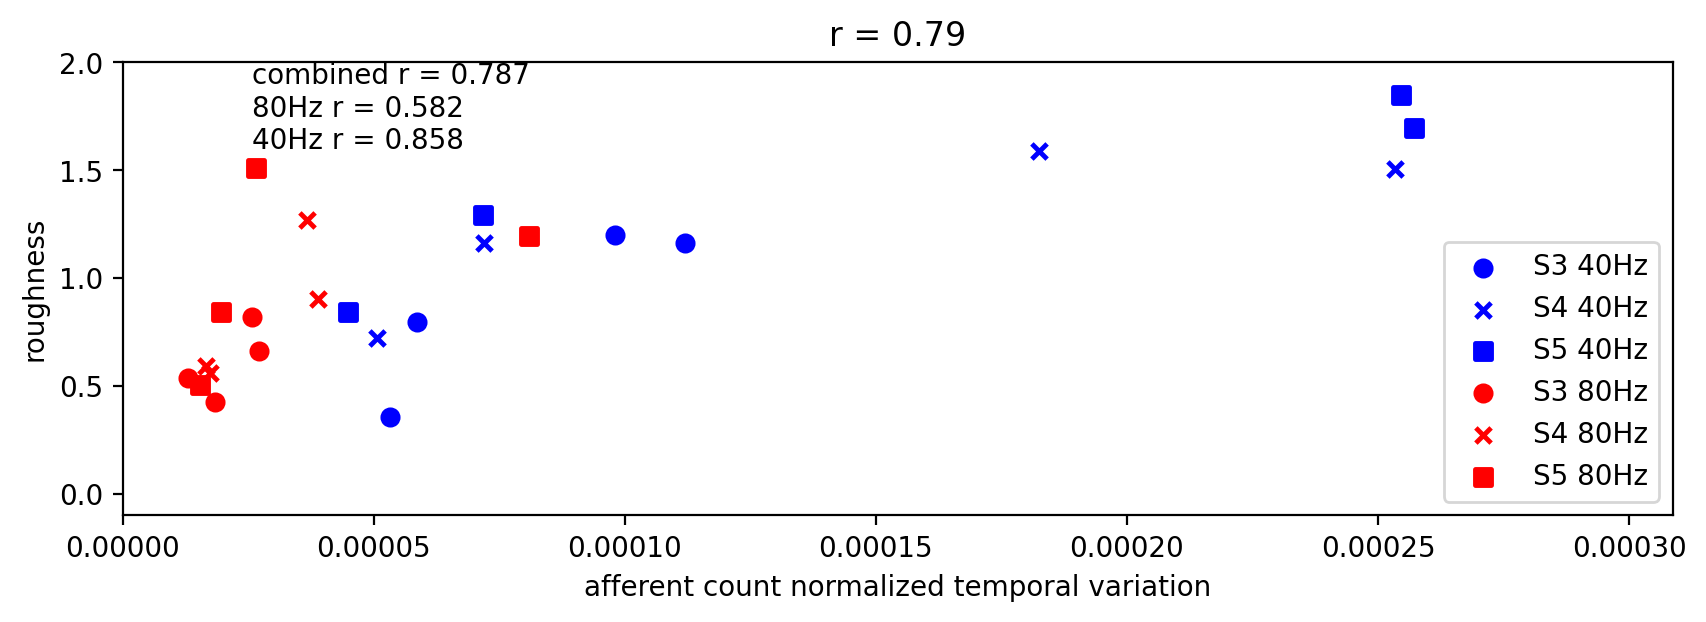 r = 0.79
combined r = 0.787
80Hz r = 0.582
40Hz r = 0.858
2.0
1.5
1.0
0.5
0.0
roughness
S3 40Hz
S4 40Hz
S5 40Hz
S3 80Hz
S4 80Hz
S5 80Hz
0.00000 0.00005 0.00010 0.00015 0.00020 0.00025 0.00030
afferent count normalized temporal variation